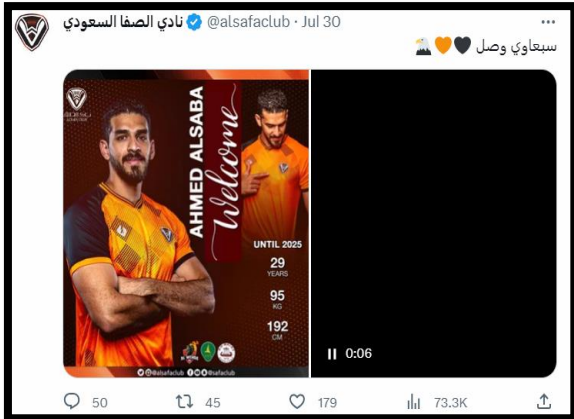 نادي الصفا السعودي @alsafaclub · Jul 30
سبعاوي وصل
AHMED ALSABA
Welcome
UNTIL 2025
29
YEARS
95
KG
192
CM
@alsafaclub
@alsafaclub
0:06
50 45 179 73.3K